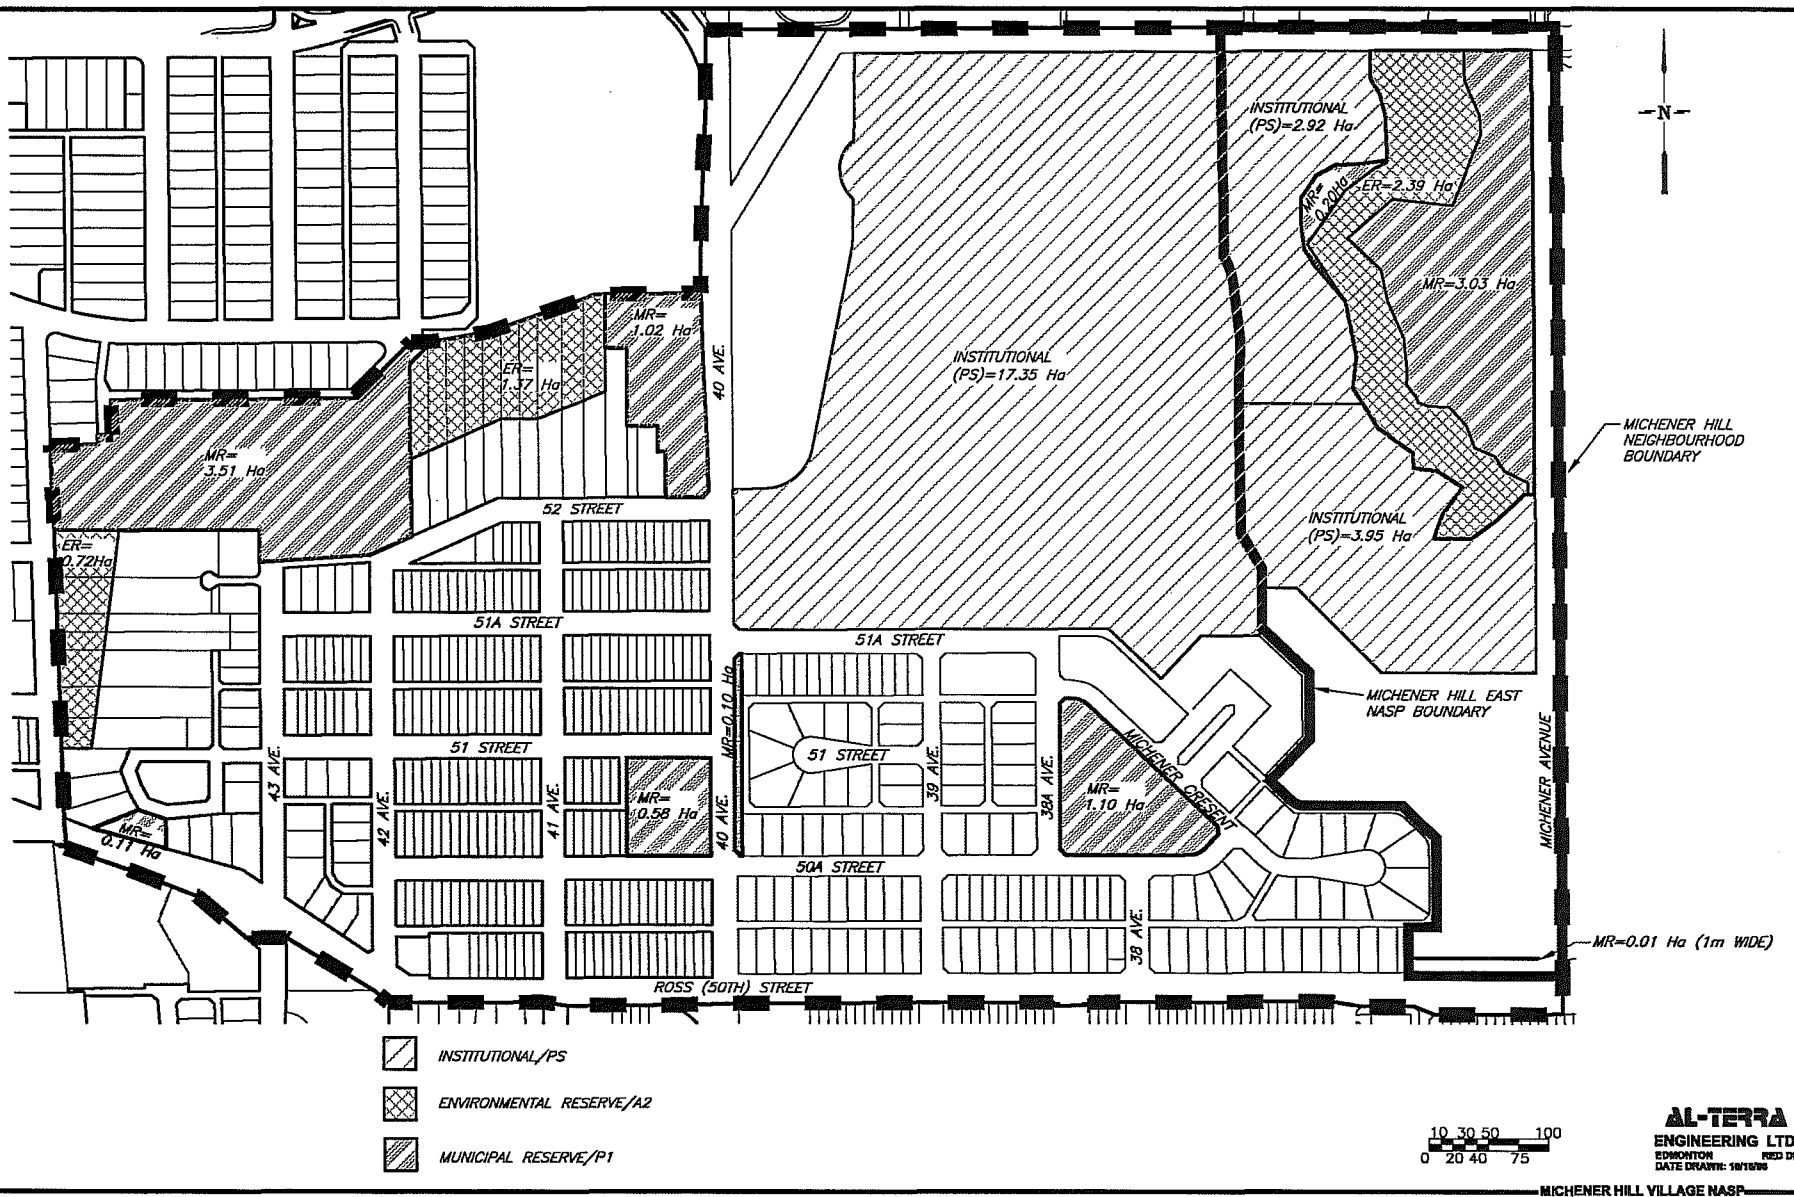 INSTITUTIONAL
(PS)=2.92 Ha
-N-
MR=
0.20Ha
ER=2.39 Ha
MR=3.03 Ha
MR=
1.02 Ha
40 AVE.
INSTITUTIONAL
(PS)=17.35 Ha
ER=
1.37 Ha
MICHENER HILL
NEIGHBOURHOOD
BOUNDARY
MR=
3.51 Ha
52 STREET
INSTITUTIONAL
(PS)=3.95 Ha
ER=
0.72Ha
51A STREET
51A STREET
MR=0.10 Ha
MICHENER HILL EAST
NASP BOUNDARY
MICHENER AVENUE
51 STREET
51 STREET
MICHENER CRESENT
43 AVE.
42 AVE.
41 AVE.
MR=
0.58 Ha
40 AVE.
39 AVE.
38A AVE.
MR=
1.10 Ha
MR=
0.11 Ha
50A STREET
38 AVE.
MR=0.01 Ha (1m WIDE)
ROSS (50TH) STREET
INSTITUTIONAL/PS
ENVIRONMENTAL RESERVE/A2
MUNICIPAL RESERVE/P1
10 30 50 100
0 20 40 75
AL-TERRA
ENGINEERING LTD
EDMONTON RED D
DATE DRAWN:
MICHENER HILL VILLAGE NASP